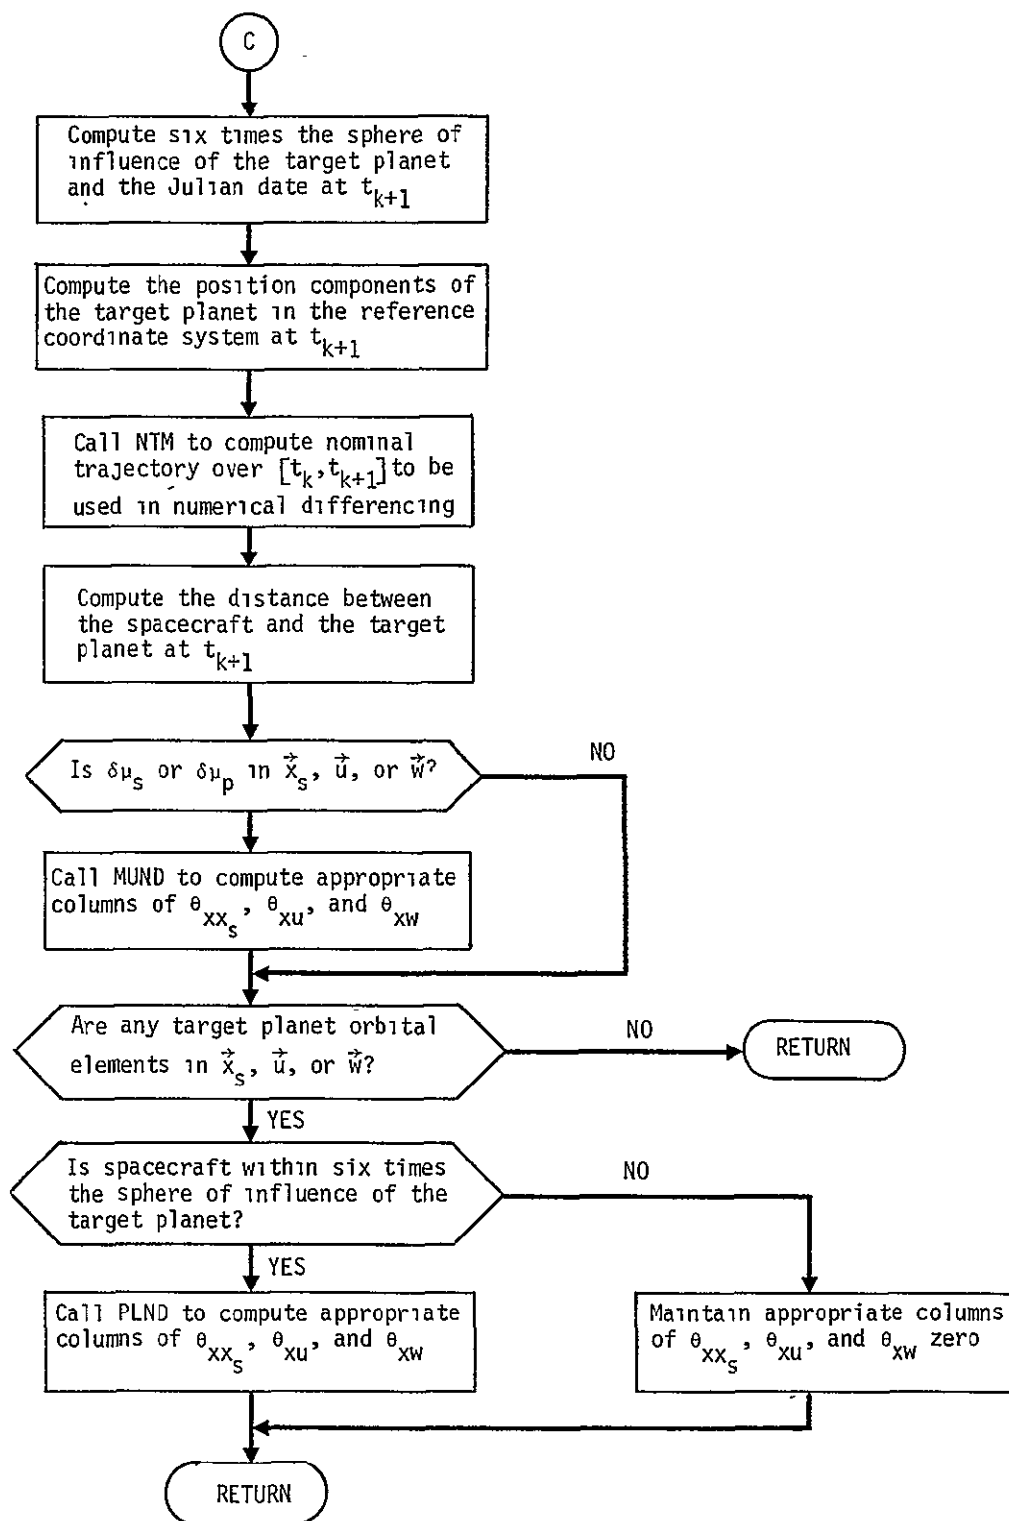 C
Compute six times the sphere of
influence of the target planet
and the Julian date at t_{k+1}
Compute the position components of
the target planet in the reference
coordinate system at t_{k+1}
Call NTM to compute nominal
trajectory over [t_k, t_{k+1}] to be
used in numerical differencing
Compute the distance between
the spacecraft and the target
planet at t_{k+1}
Is δμ_s or δμ_p in x⃗_s, u⃗, or w⃗?
NO
Call MUND to compute appropriate
columns of θ_{xx_s}, θ_{xu}, and θ_{xw}
Are any target planet orbital
elements in x⃗_s, u⃗, or w⃗?
NO
RETURN
YES
Is spacecraft within six times
the sphere of influence of the
target planet?
NO
YES
Call PLND to compute appropriate
columns of θ_{xx_s}, θ_{xu}, and θ_{xw}
Maintain appropriate columns
of θ_{xx_s}, θ_{xu}, and θ_{xw} zero
RETURN